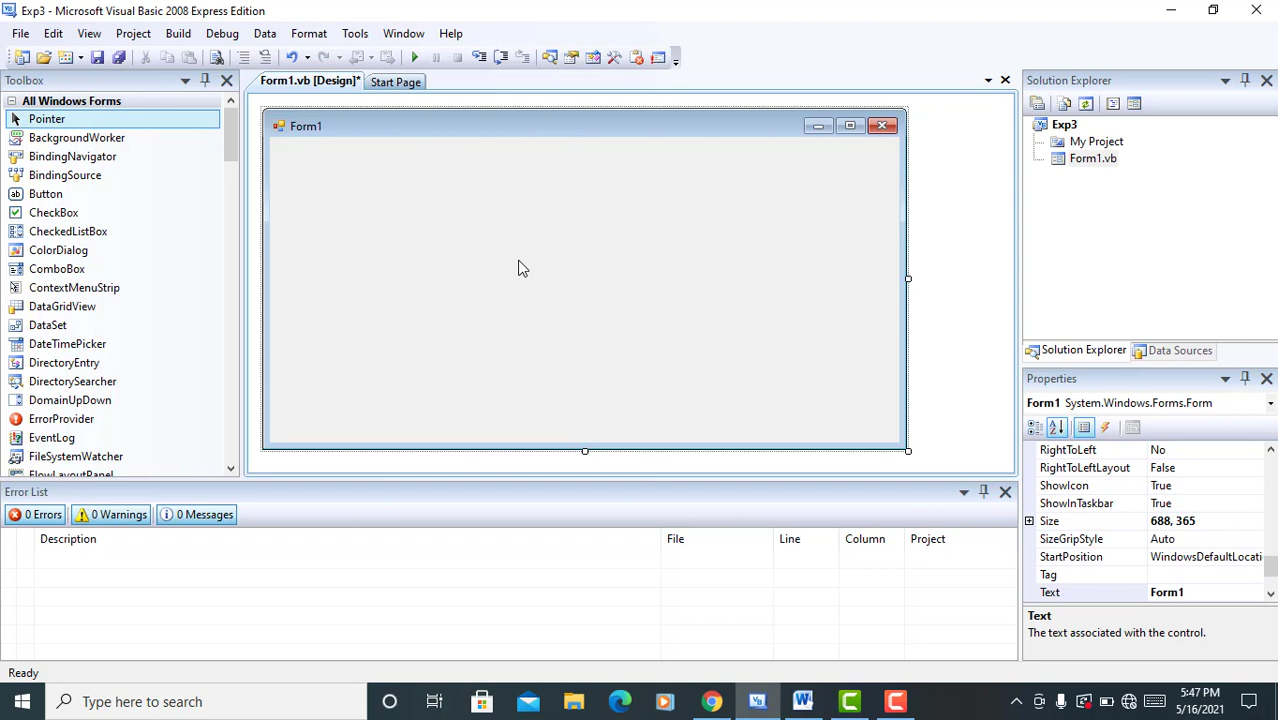 Exp3 - Microsoft Visual Basic 2008 Express Edition
File Edit View Project Build Debug Data Format Tools Window Help
Toolbox
All Windows Forms
Pointer
BackgroundWorker
BindingNavigator
BindingSource
Button
CheckBox
CheckedListBox
ColorDialog
ComboBox
ContextMenuStrip
DataGridView
DataSet
DateTimePicker
DirectoryEntry
DirectorySearcher
DomainUpDown
ErrorProvider
EventLog
FileSystemWatcher
FlowLayoutPanel
Form1.vb [Design]* Start Page
Form1
Solution Explorer
Exp3
My Project
Form1.vb
Solution Explorer Data Sources
Properties
Form1 System.Windows.Forms.Form
RightToLeft No
RightToLeftLayout False
ShowIcon True
ShowInTaskbar True
Size 688, 365
SizeGripStyle Auto
StartPosition WindowsDefaultLocati
Tag
Text Form1
Text
The text associated with the control.
Error List
0 Errors 0 Warnings 0 Messages
Description File Line Column Project
Ready
Type here to search
5:47 PM
5/16/2021